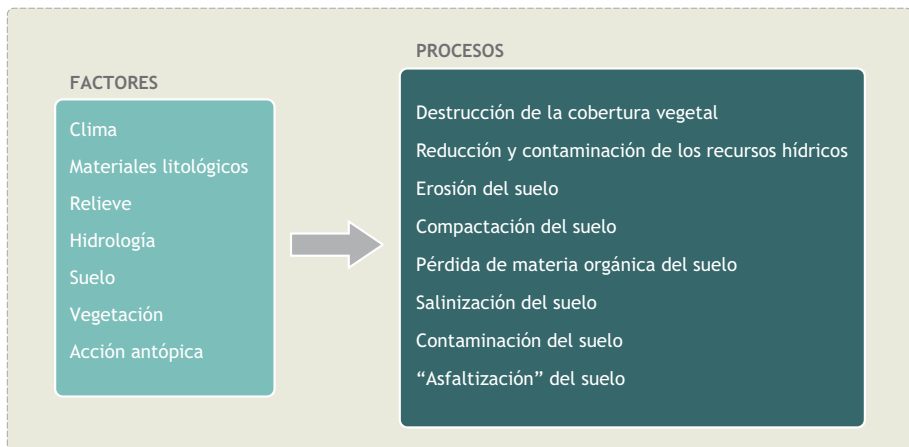 FACTORES
Clima
Materiales litológicos
Relieve
Hidrología
Suelo
Vegetación
Acción antópica
PROCESOS
Destrucción de la cobertura vegetal
Reducción y contaminación de los recursos hídricos
Erosión del suelo
Compactación del suelo
Pérdida de materia orgánica del suelo
Salinización del suelo
Contaminación del suelo
“Asfaltización” del suelo